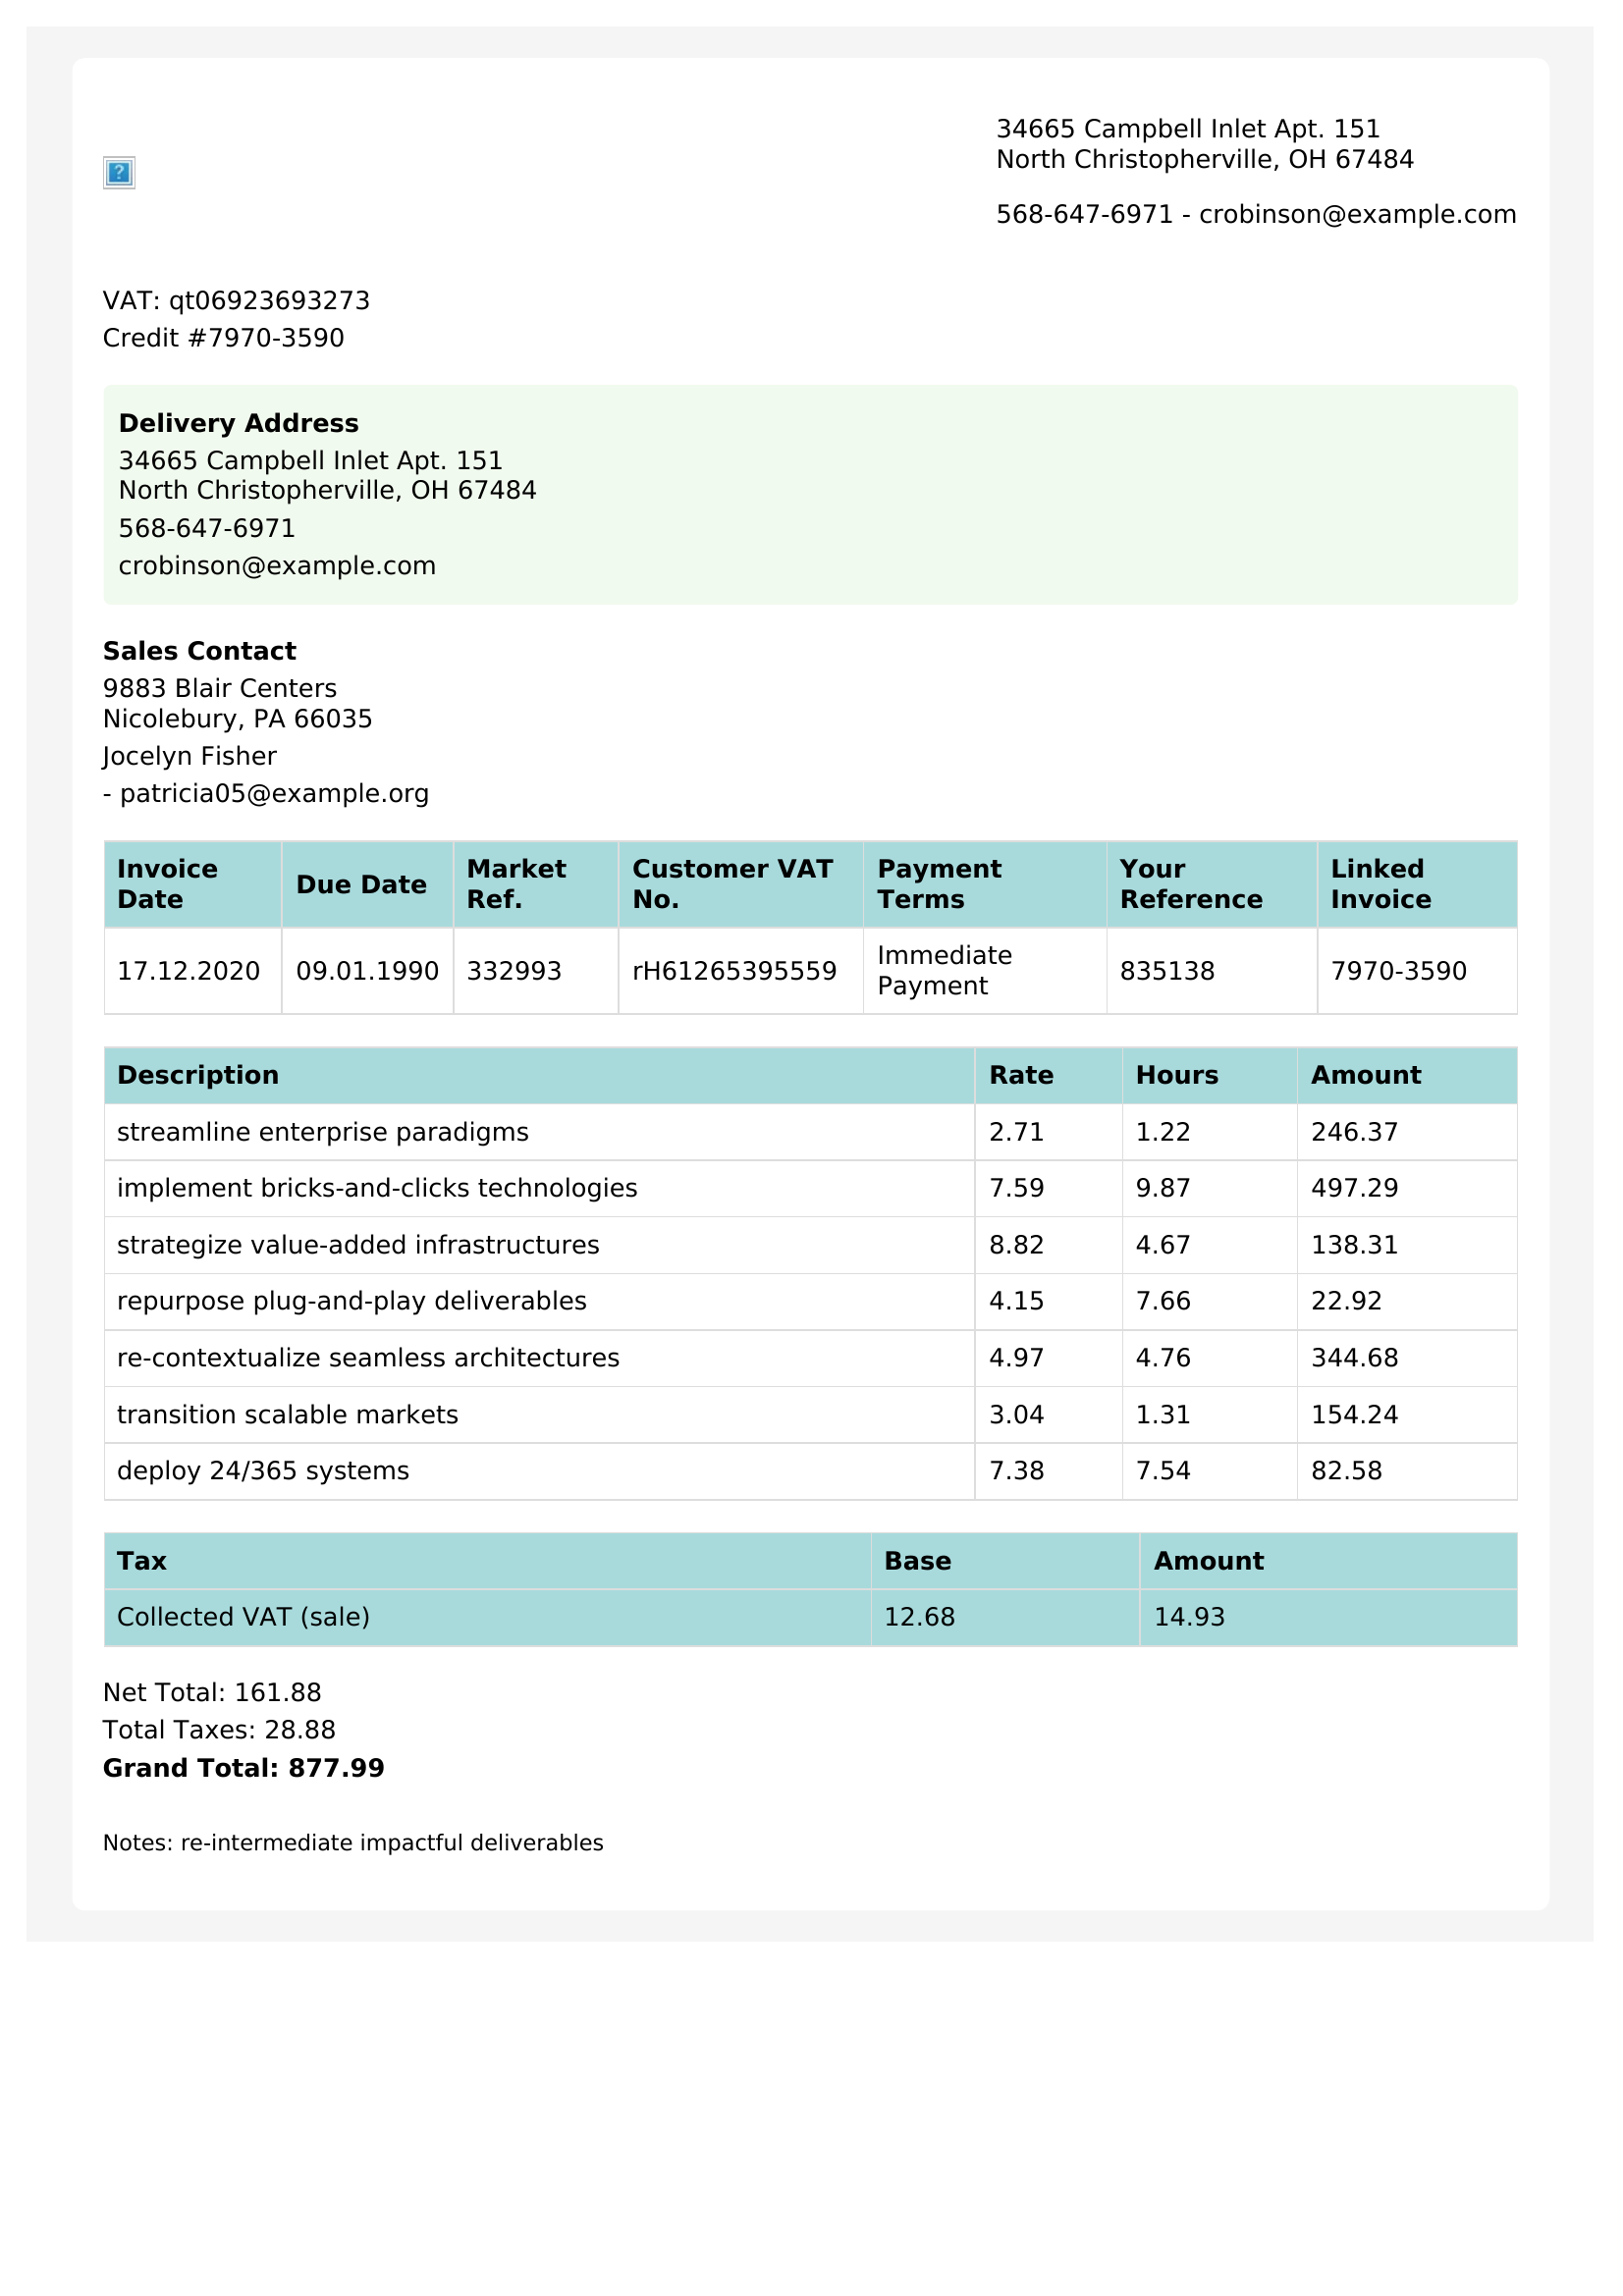 34665 Campbell Inlet Apt. 151
North Christopherville, OH 67484
568-647-6971 - crobinson@example.com
VAT: qt06923693273
Credit #7970-3590
Delivery Address
34665 Campbell Inlet Apt. 151
North Christopherville, OH 67484
568-647-6971
crobinson@example.com
Sales Contact
9883 Blair Centers
Nicolebury, PA 66035
Jocelyn Fisher
- patricia05@example.org
Invoice Date Due Date Market Ref. Customer VAT No. Payment Terms Your Reference Linked Invoice
17.12.2020 09.01.1990 332993 rH61265395559 Immediate Payment 835138 7970-3590
Description Rate Hours Amount
streamline enterprise paradigms 2.71 1.22 246.37
implement bricks-and-clicks technologies 7.59 9.87 497.29
strategize value-added infrastructures 8.82 4.67 138.31
repurpose plug-and-play deliverables 4.15 7.66 22.92
re-contextualize seamless architectures 4.97 4.76 344.68
transition scalable markets 3.04 1.31 154.24
deploy 24/365 systems 7.38 7.54 82.58
Tax Base Amount
Collected VAT (sale) 12.68 14.93
Net Total: 161.88
Total Taxes: 28.88
Grand Total: 877.99
Notes: re-intermediate impactful deliverables